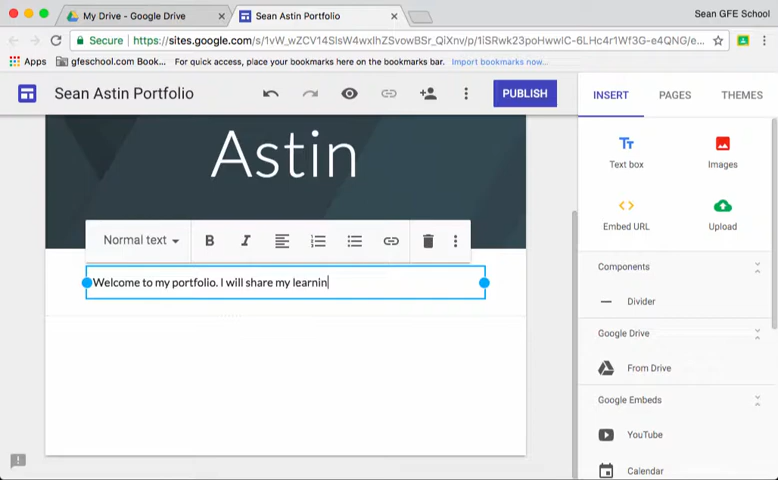 My Drive - Google Drive
Sean Astin Portfolio
Sean GFE School
Secure
https://sites.google.com/s/1vW_wZCV14SlsW4wxIhZSvowBSr_QiXnv/p/1iSRwk23poHwwIC-6LHc4r1Wf3G-e4QNG/e...
Apps
gfeschool.com Book...
For quick access, place your bookmarks here on the bookmarks bar.
Import bookmarks now...
Sean Astin Portfolio
PUBLISH
INSERT
PAGES
THEMES
Astin
Normal text
B
I
Welcome to my portfolio. I will share my learnin
Tт
Text box
Images
Embed URL
Upload
Components
Divider
Google Drive
From Drive
Google Embeds
YouTube
Calendar